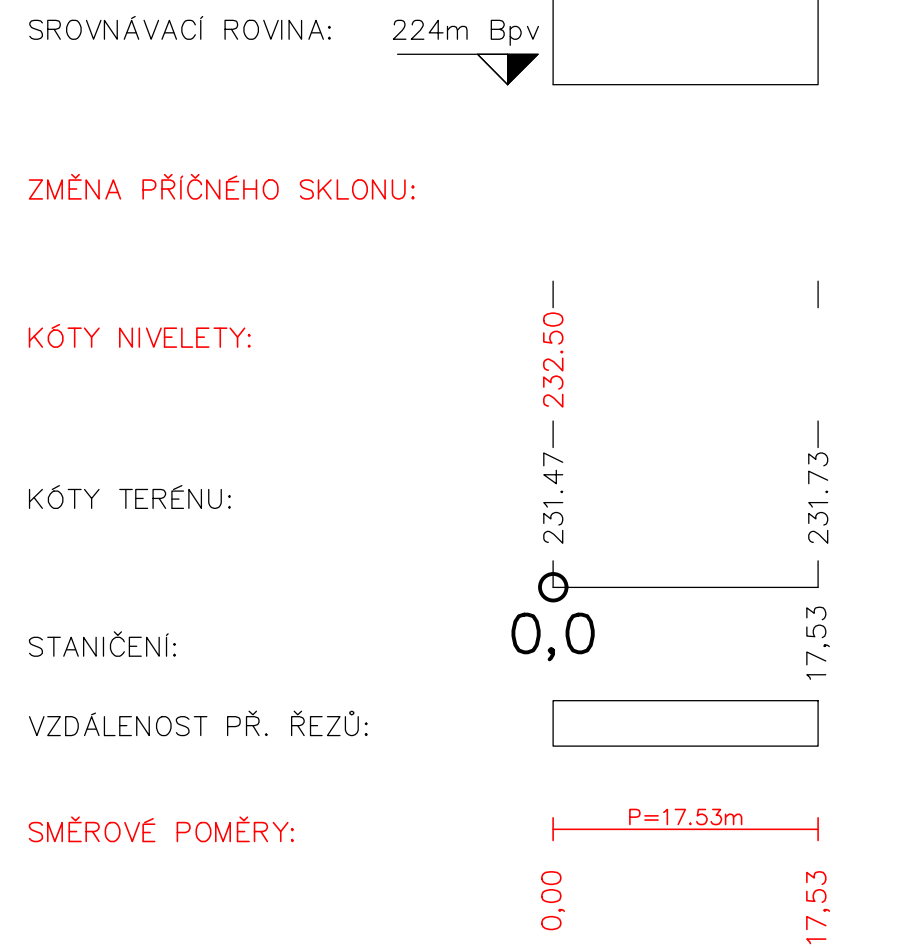 SROVNÁVACÍ ROVINA: 224m Bpv
ZMĚNA PŘÍČNÉHO SKLONU:
KÓTY NIVELETY: 232.50
KÓTY TERÉNU: 231.47 231.73
STANIČENÍ: 0,0 17,53
VZDÁLENOST PŘ. ŘEZŮ:
SMĚROVÉ POMĚRY: P=17.53m
0,00 17,53